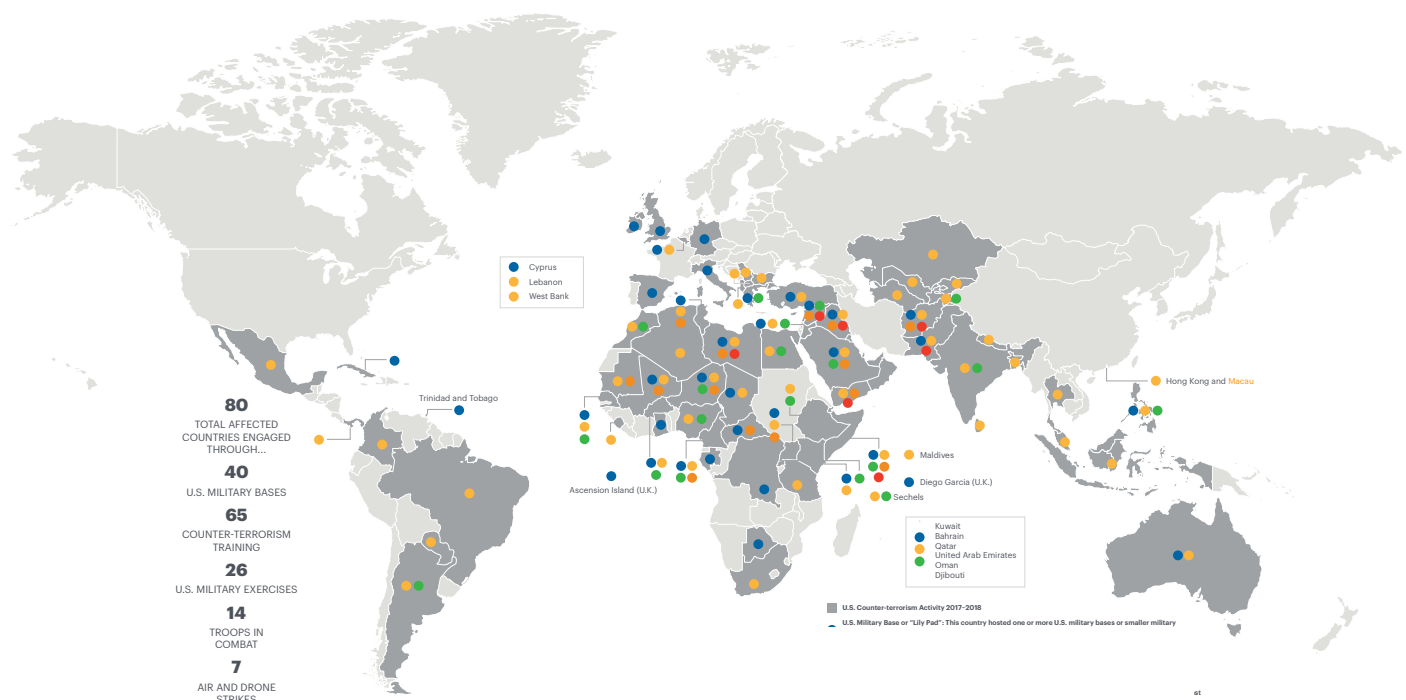 Cyprus
Lebanon
West Bank
Trinidad and Tobago
Hong Kong and Macau
80
TOTAL AFFECTED
COUNTRIES ENGAGED
THROUGH...
40
U.S. MILITARY BASES
65
COUNTER-TERRORISM
TRAINING
26
U.S. MILITARY EXERCISES
14
TROOPS IN
COMBAT
7
AIR AND DRONE
STRIKES
Ascension Island (U.K.)
Maldives
Diego Garcia (U.K.)
Sechels
Kuwait
Bahrain
Qatar
United Arab Emirates
Oman
Djibouti
U.S. Counter-terrorism Activity 2017–2018
U.S. Military Base or "Lily Pad": This country hosted one or more U.S. military bases or smaller military
st